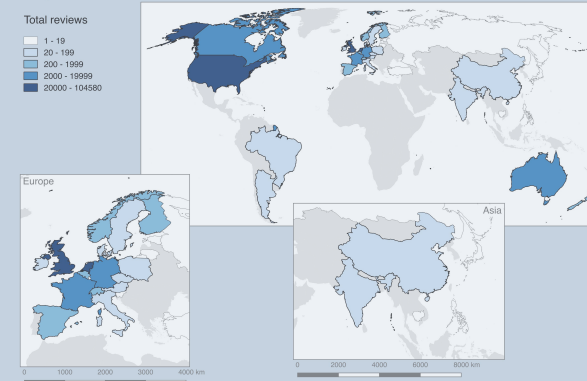 Total reviews
1 - 19
20 - 199
200 - 1999
2000 - 19999
20000 - 104580
Europe
Asia
0 1000 2000 3000 4000 km
0 2000 4000 6000 8000 km